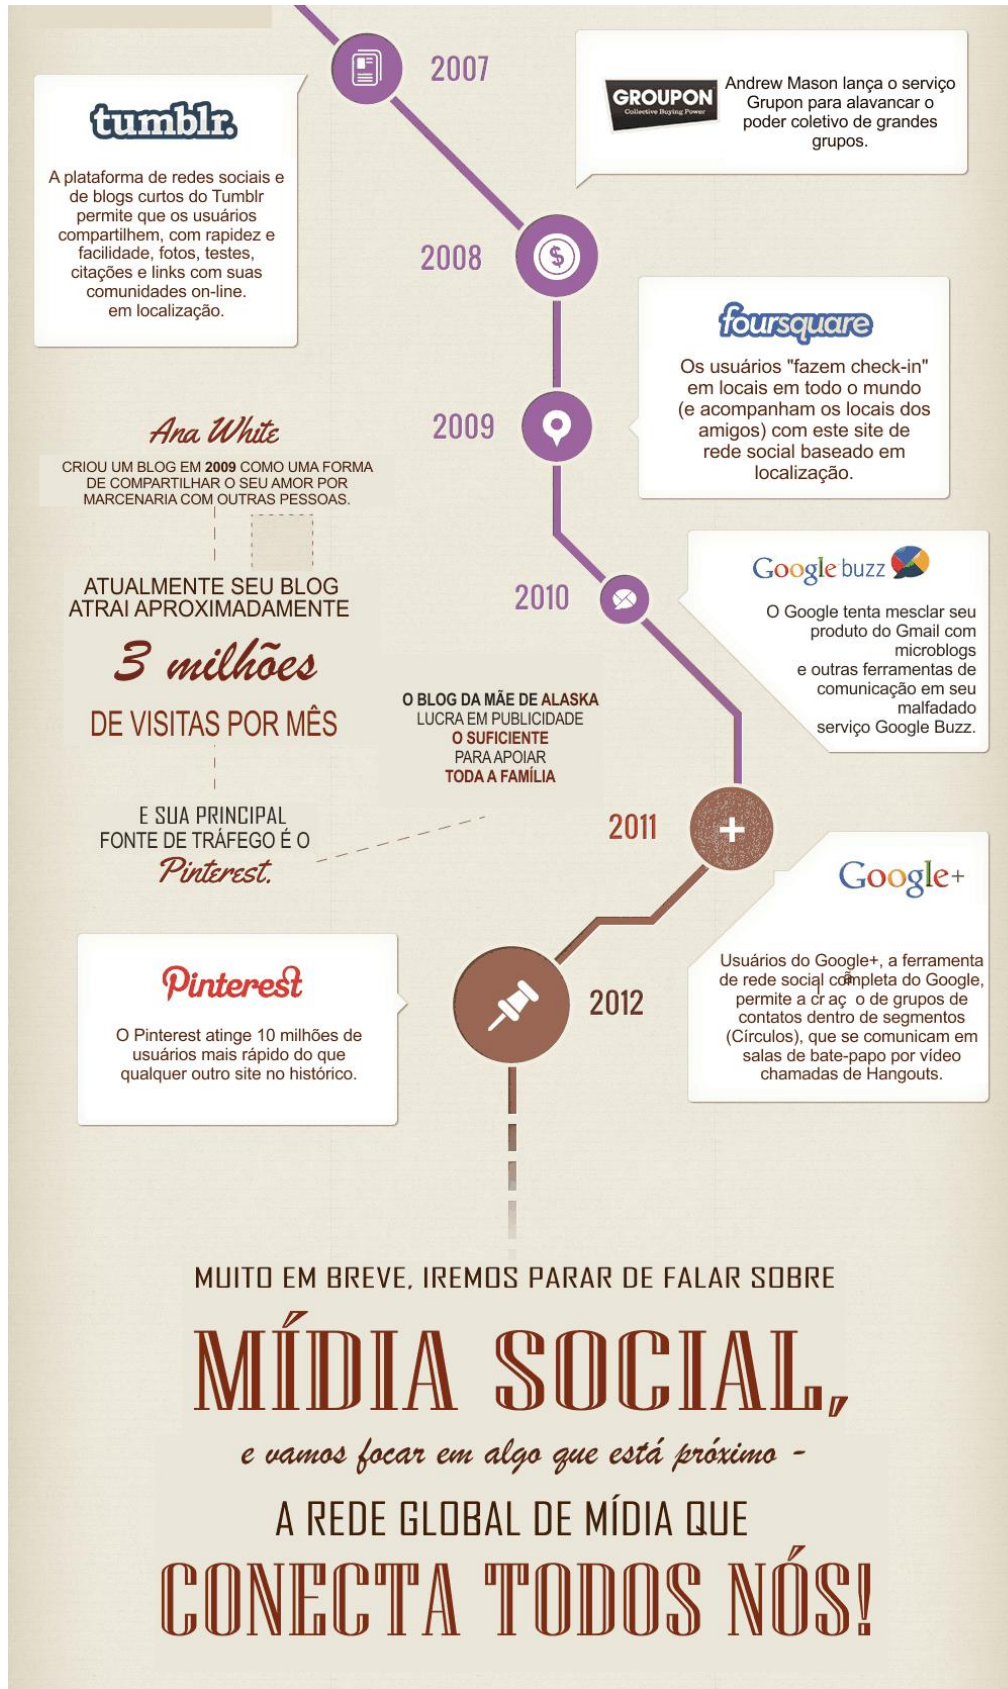 2007
tumblr.
A plataforma de redes sociais e
de blogs curtos do Tumblr
permite que os usuários
compartilhem, com rapidez e
facilidade, fotos, testes,
citações e links com suas
comunidades on-line.
em localização.
GROUPON
Collective Buying Power
Andrew Mason lança o serviço
Grupon para alavancar o
poder coletivo de grandes
grupos.
2008
foursquare
Os usuários "fazem check-in"
em locais em todo o mundo
(e acompanham os locais dos
amigos) com este site de
rede social baseado em
localização.
2009
Ana White
CRIOU UM BLOG EM 2009 COMO UMA FORMA
DE COMPARTILHAR O SEU AMOR POR
MARCENARIA COM OUTRAS PESSOAS.
ATUALMENTE SEU BLOG
ATRAI APROXIMADAMENTE
3 milhões
DE VISITAS POR MÊS
E SUA PRINCIPAL
FONTE DE TRÁFEGO É O
Pinterest.
O BLOG DA MÃE DE ALASKA
LUCRA EM PUBLICIDADE
O SUFICIENTE
PARA APOIAR
TODA A FAMÍLIA
2010
Google buzz
O Google tenta mesclar seu
produto do Gmail com
microblogs
e outras ferramentas de
comunicação em seu
malfadado
serviço Google Buzz.
2011
Google+
Usuários do Google+, a ferramenta
de rede social completa do Google,
permite a criação de grupos de
contatos dentro de segmentos
(Círculos), que se comunicam em
salas de bate-papo por vídeo
chamadas de Hangouts.
2012
Pinterest
O Pinterest atinge 10 milhões de
usuários mais rápido do que
qualquer outro site no histórico.
MUITO EM BREVE, IREMOS PARAR DE FALAR SOBRE
MÍDIA SOCIAL,
e vamos focar em algo que está próximo -
A REDE GLOBAL DE MÍDIA QUE
CONECTA TODOS NÓS!